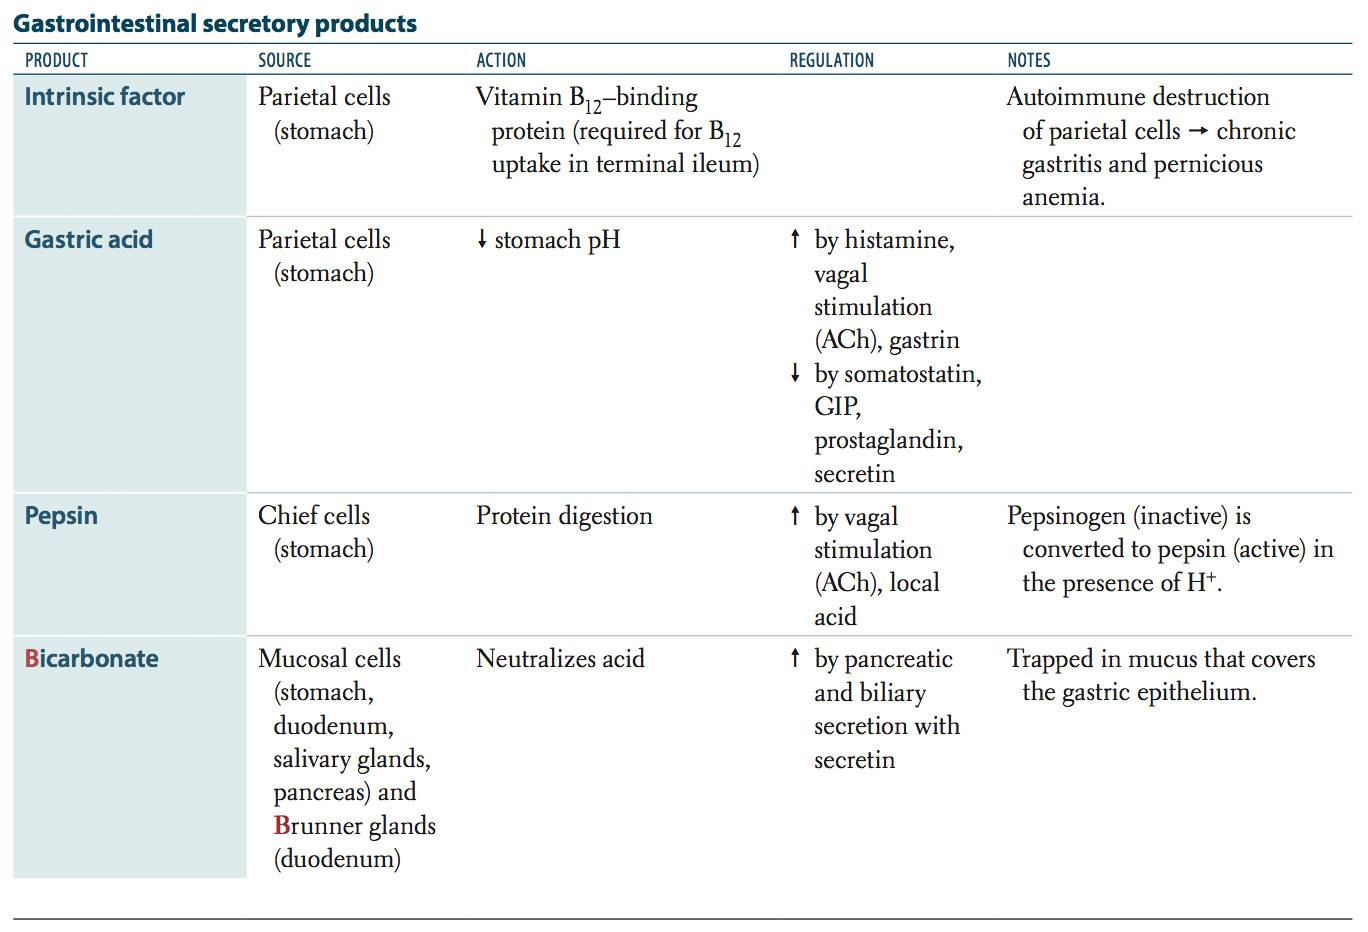 Gastrointestinal secretory products
PRODUCT SOURCE ACTION REGULATION NOTES
Intrinsic factor
Parietal cells
(stomach)
Vitamin B12–binding
protein (required for B12
uptake in terminal ileum)
Autoimmune destruction
of parietal cells → chronic
gastritis and pernicious
anemia.
Gastric acid
Parietal cells
(stomach)
↓ stomach pH
↑ by histamine,
vagal
stimulation
(ACh), gastrin
↓ by somatostatin,
GIP,
prostaglandin,
secretin
Pepsin
Chief cells
(stomach)
Protein digestion
↑ by vagal
stimulation
(ACh), local
acid
Pepsinogen (inactive) is
converted to pepsin (active) in
the presence of H+.
Bicarbonate
Mucosal cells
(stomach,
duodenum,
salivary glands,
pancreas) and
Brunner glands
(duodenum)
Neutralizes acid
↑ by pancreatic
and biliary
secretion with
secretin
Trapped in mucus that covers
the gastric epithelium.